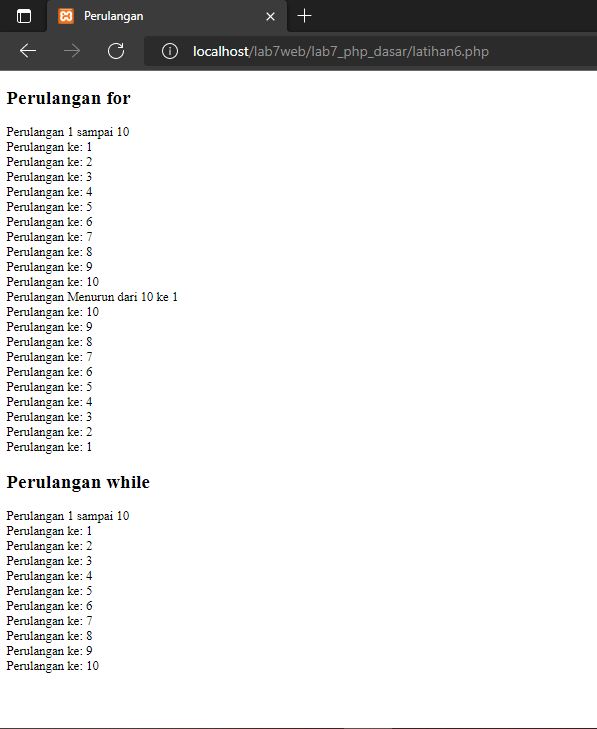 Perulangan
localhost/lab7web/lab7_php_dasar/latihan6.php
Perulangan for
Perulangan 1 sampai 10
Perulangan ke: 1
Perulangan ke: 2
Perulangan ke: 3
Perulangan ke: 4
Perulangan ke: 5
Perulangan ke: 6
Perulangan ke: 7
Perulangan ke: 8
Perulangan ke: 9
Perulangan ke: 10
Perulangan Menurun dari 10 ke 1
Perulangan ke: 10
Perulangan ke: 9
Perulangan ke: 8
Perulangan ke: 7
Perulangan ke: 6
Perulangan ke: 5
Perulangan ke: 4
Perulangan ke: 3
Perulangan ke: 2
Perulangan ke: 1
Perulangan while
Perulangan 1 sampai 10
Perulangan ke: 1
Perulangan ke: 2
Perulangan ke: 3
Perulangan ke: 4
Perulangan ke: 5
Perulangan ke: 6
Perulangan ke: 7
Perulangan ke: 8
Perulangan ke: 9
Perulangan ke: 10